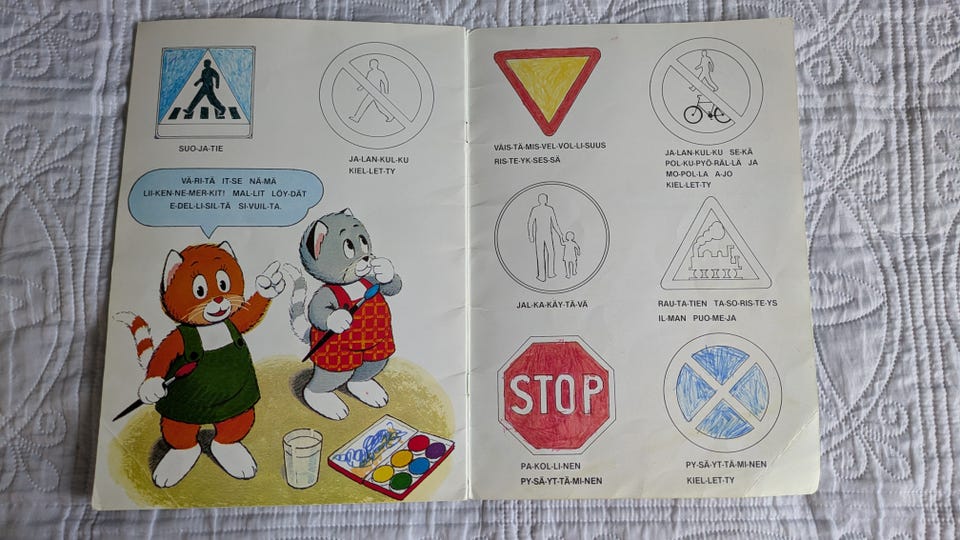 SUO-JA-TIE
JA-LAN-KUL-KU
KIEL-LET-TY
VÄ-RI-TÄ IT-SE NÄ-MÄ
LII-KEN-NE-MER-KIT! MAL-LIT LÖY-DÄT
E-DEL-LI-SIL-TÄ SI-VUIL-TA.
VÄIS-TÄ-MIS-VEL-VOL-LI-SUUS
RIS-TE-YK-SES-SÄ
JA-LAN-KUL-KU SE-KÄ
POL-KU-PYÖ-RÄL-LÄ JA
MO-POL-LA A-JO
KIEL-LET-TY
JAL-KA-KÄY-TÄ-VÄ
RAU-TA-TIEN TA-SO-RIS-TE-YS
IL-MAN PUO-ME-JA
STOP
PA-KOL-LI-NEN
PY-SÄ-YT-TÄ-MI-NEN
PY-SÄ-YT-TÄ-MI-NEN
KIEL-LET-TY